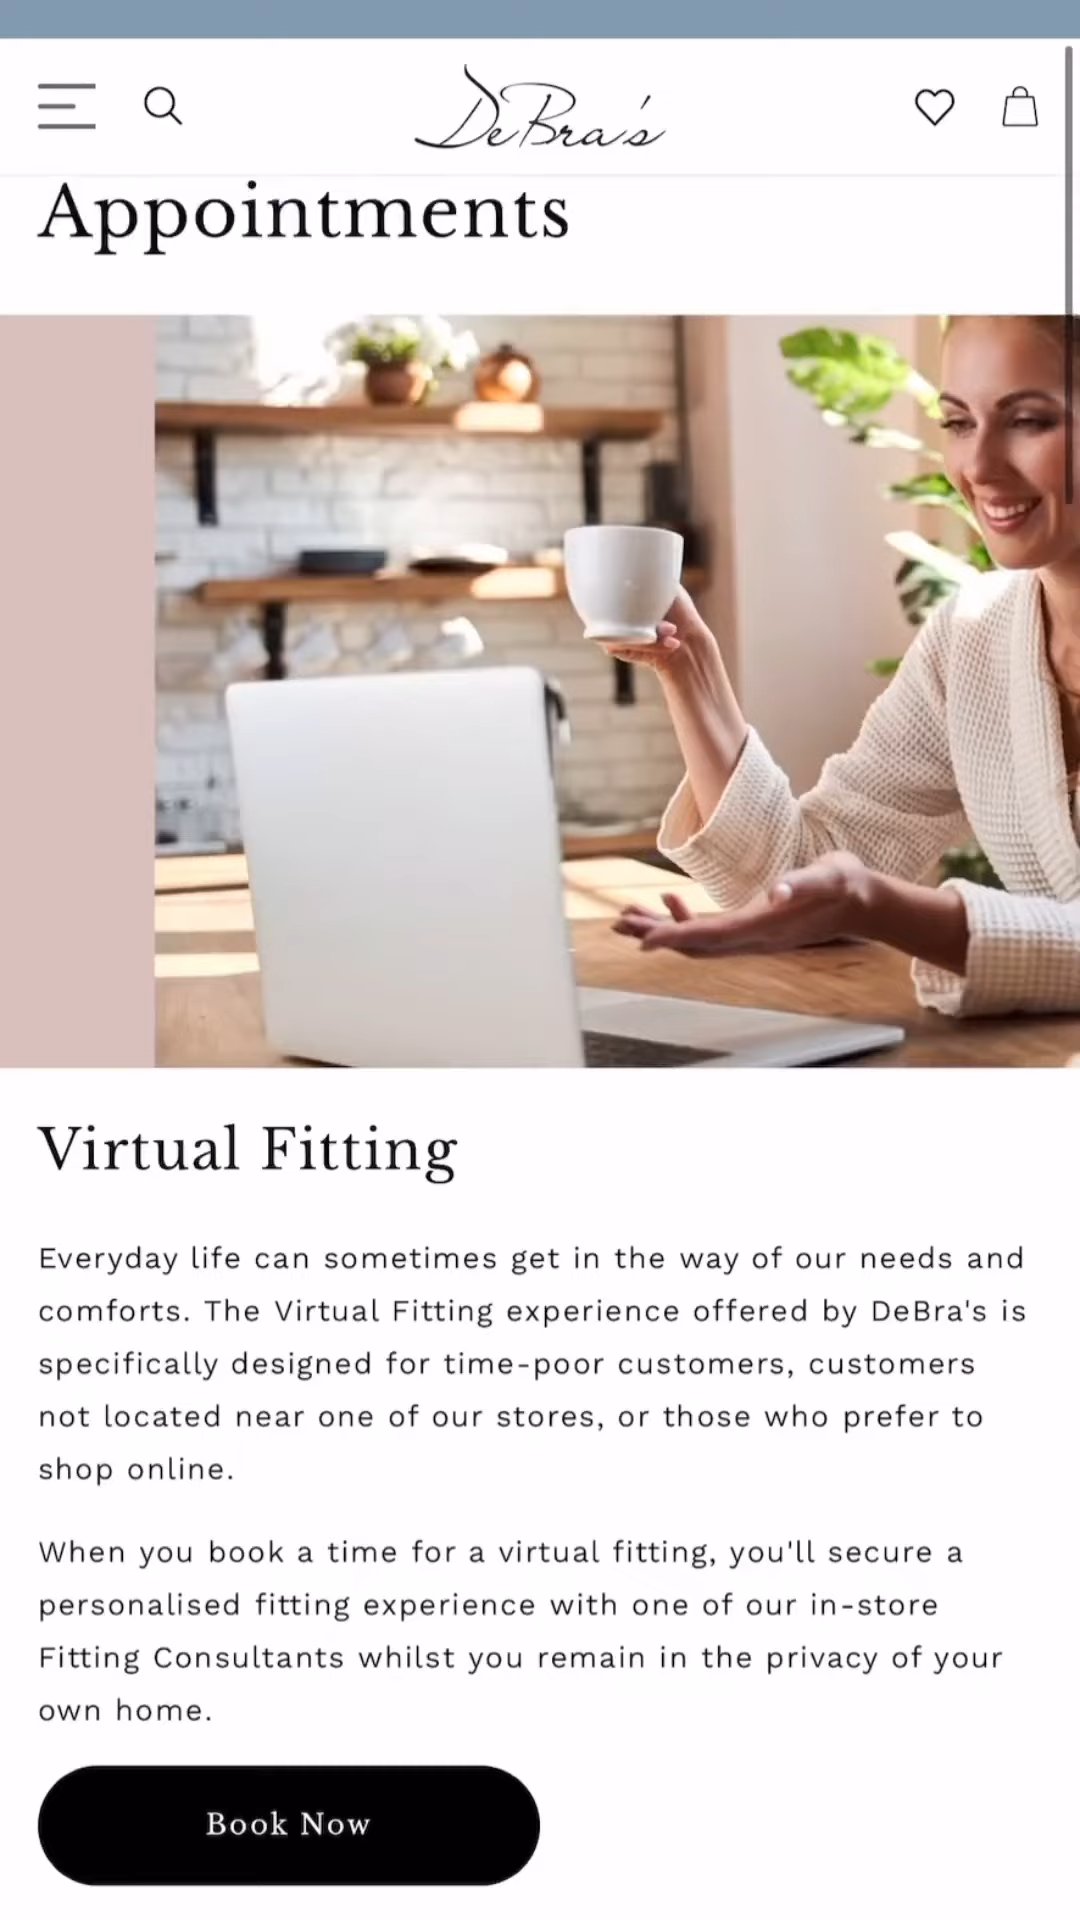 DeBra's
Appointments
Virtual Fitting
Everyday life can sometimes get in the way of our needs and
comforts. The Virtual Fitting experience offered by DeBra's is
specifically designed for time-poor customers, customers
not located near one of our stores, or those who prefer to
shop online.
When you book a time for a virtual fitting, you'll secure a
personalised fitting experience with one of our in-store
Fitting Consultants whilst you remain in the privacy of your
own home.
Book Now